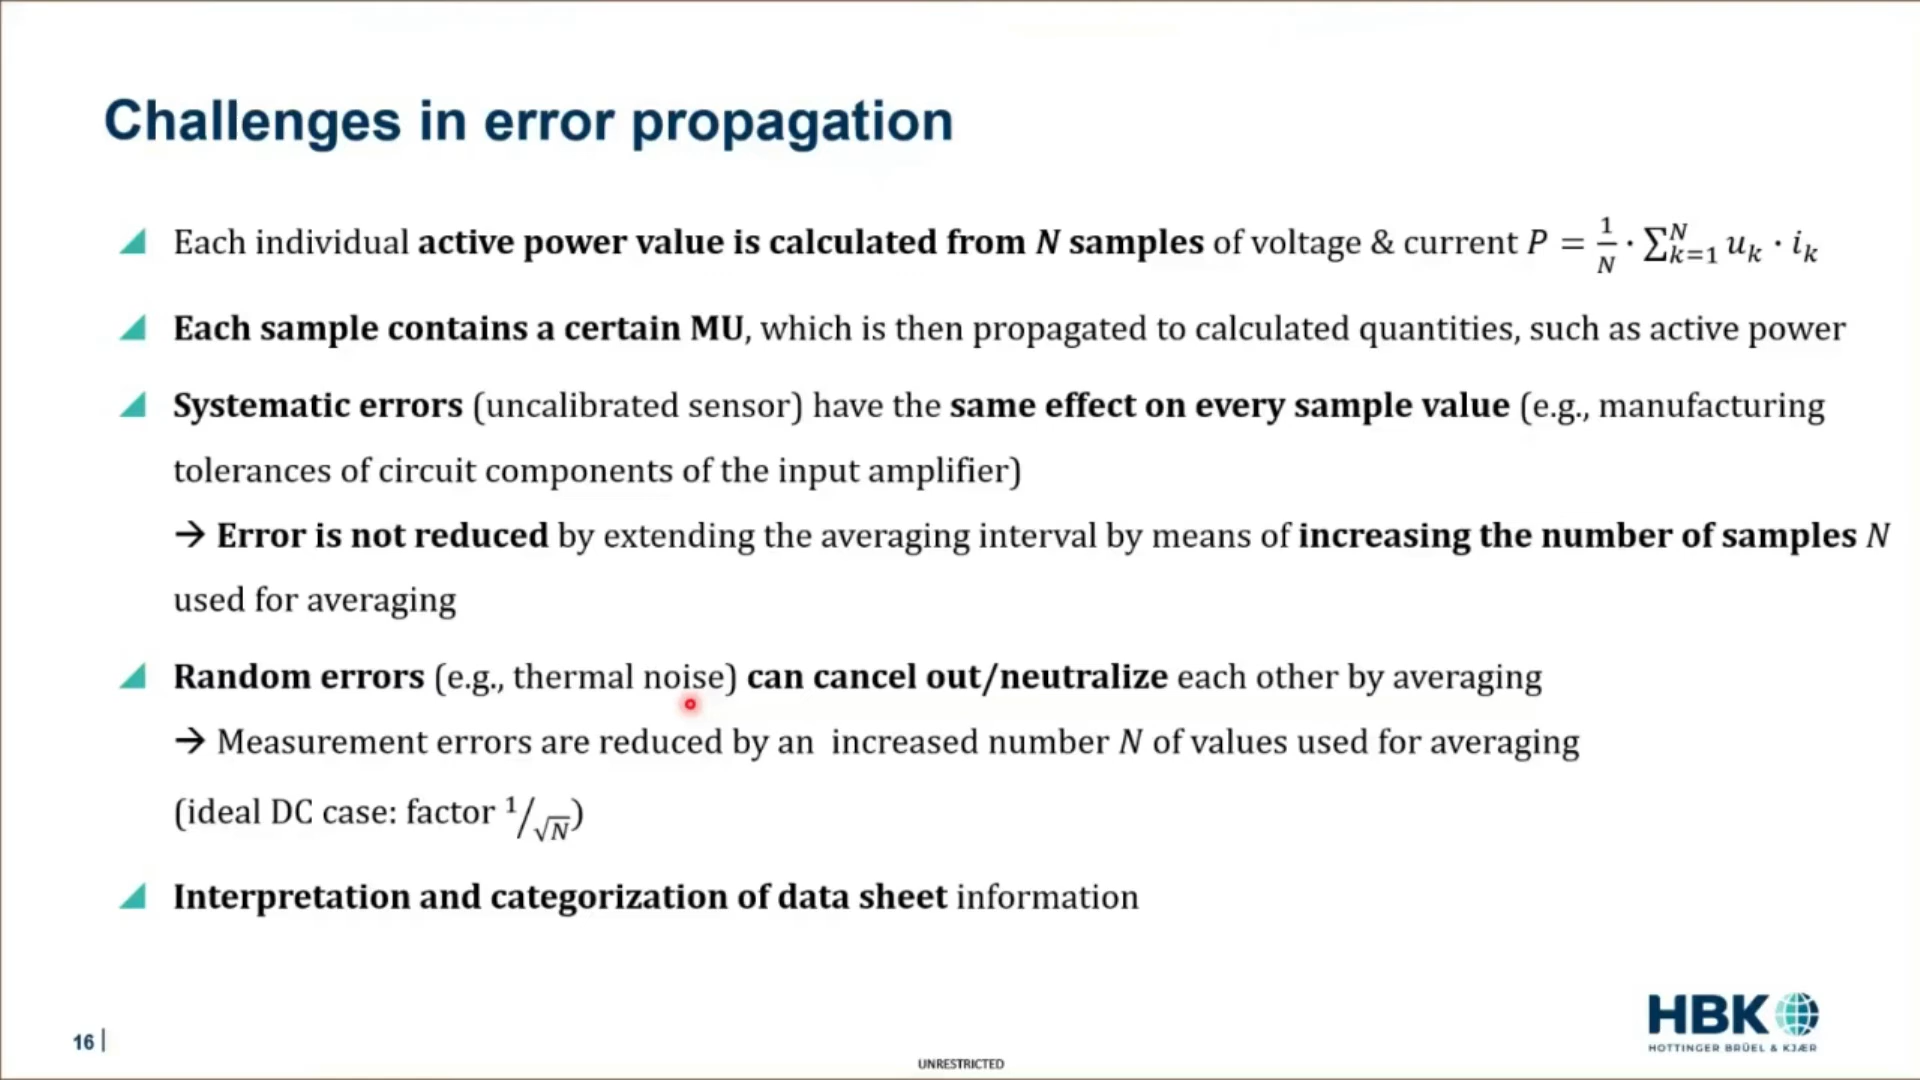 Challenges in error propagation
Each individual active power value is calculated from N samples of voltage & current P = 1/N · ∑_{k=1}^{N} u_k · i_k
Each sample contains a certain MU, which is then propagated to calculated quantities, such as active power
Systematic errors (uncalibrated sensor) have the same effect on every sample value (e.g., manufacturing
tolerances of circuit components of the input amplifier)
→ Error is not reduced by extending the averaging interval by means of increasing the number of samples N
used for averaging
Random errors (e.g., thermal noise) can cancel out/neutralize each other by averaging
→ Measurement errors are reduced by an increased number N of values used for averaging
(ideal DC case: factor 1/√N)
Interpretation and categorization of data sheet information
16 |
HBK
HOTTINGER BRÜEL & KJÆR
UNRESTRICTED